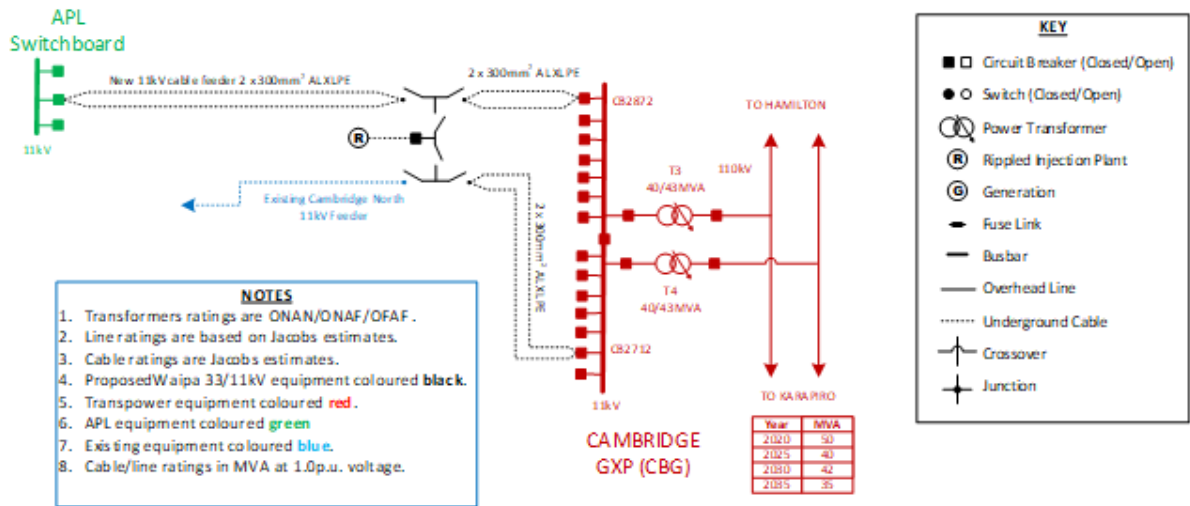 APL
Switchboard
11kV
New 11kV cable feeder 2 x 300mm² ALXLPE
2 x 300mm² ALXLPE
R
Existing Cambridge North
11kV Feeder
2 x 300mm² ALXLPE
CB2872
CB2712
11kV
CAMBRIDGE
GXP (CBG)
T3
40/43MVA
110kV
T4
40/43MVA
TO HAMILTON
TO KARAPIRO
Year MVA
2020 50
2025 40
2030 42
2035 35
NOTES
1. Transformers ratings are ONAN/ONAF/OFAF .
2. Line ratings are based on Jacobs estimates.
3. Cable ratings are Jacobs estimates.
4. Proposed Waipa 33/11kV equipment coloured black.
5. Transpower equipment coloured red .
6. APL equipment coloured green
7. Existing equipment coloured blue.
8. Cable/line ratings in MVA at 1.0p.u. voltage.
KEY
Circuit Breaker (Closed/Open)
Switch (Closed/Open)
Power Transformer
R Rippled Injection Plant
G Generation
Fuse Link
Busbar
Overhead Line
Underground Cable
Crossover
Junction